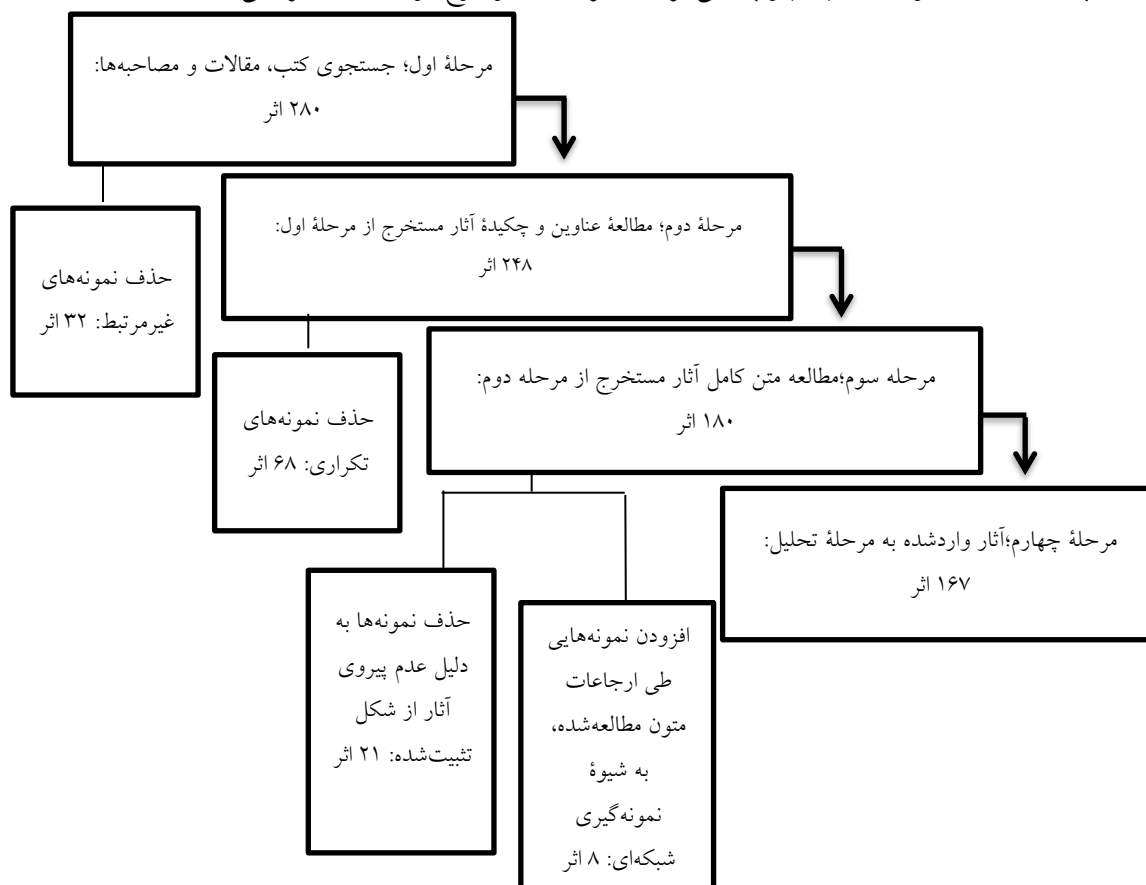 مرحلهٔ اول؛ جستجوی کتب، مقالات و مصاحبه‌ها:
۲۸۰ اثر
حذف نمونه‌های
غیرمرتبط: ۳۲ اثر
مرحلهٔ دوم؛ مطالعهٔ عناوین و چکیدهٔ آثار مستخرج از مرحلهٔ اول:
۲۴۸ اثر
حذف نمونه‌های
تکراری: ۶۸ اثر
مرحله سوم؛مطالعه متن کامل آثار مستخرج از مرحله دوم:
۱۸۰ اثر
حذف نمونه‌ها به
دلیل عدم پیروی
آثار از شکل
تثبیت‌شده: ۲۱ اثر
افزودن نمونه‌هایی
طی ارجاعات
متون مطالعه‌شده،
به شیوهٔ
نمونه‌گیری
شبکه‌ای: ۸ اثر
مرحلهٔ چهارم؛آثار واردشده به مرحلهٔ تحلیل:
۱۶۷ اثر